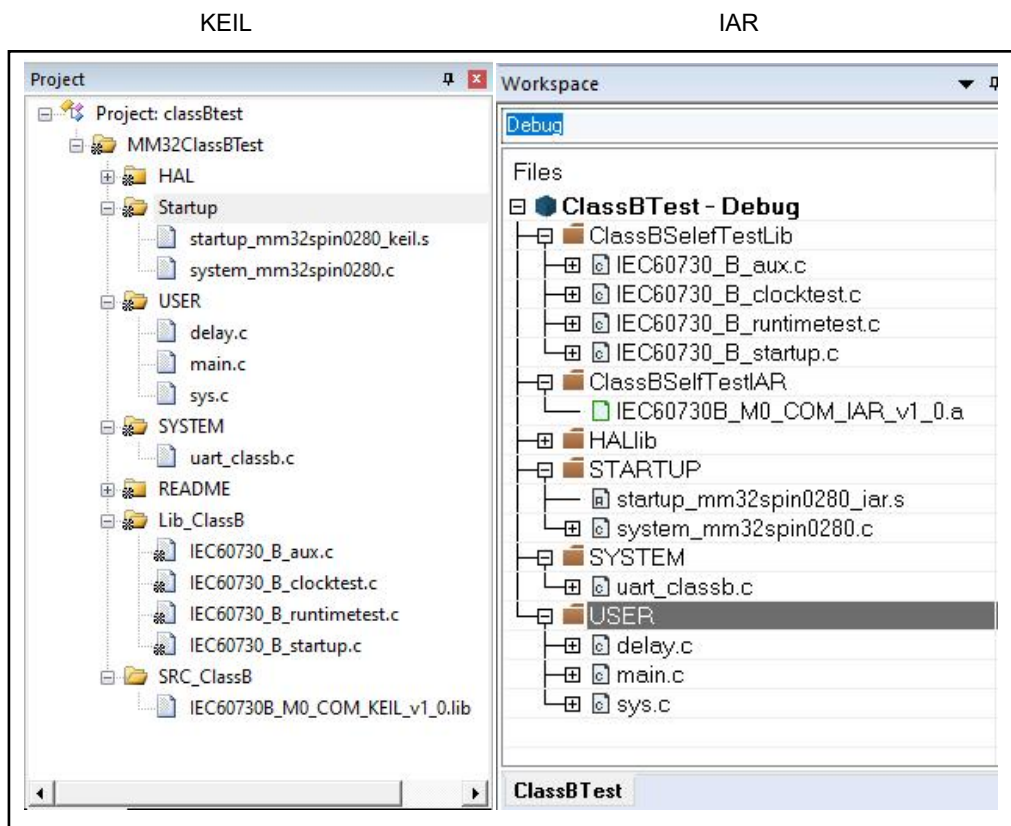 KEIL
IAR
Project
Project: classBtest
MM32ClassBTest
HAL
Startup
startup_mm32spin0280_keil.s
system_mm32spin0280.c
USER
delay.c
main.c
sys.c
SYSTEM
uart_classb.c
README
Lib_ClassB
IEC60730_B_aux.c
IEC60730_B_clocktest.c
IEC60730_B_runtimetest.c
IEC60730_B_startup.c
SRC_ClassB
IEC60730B_M0_COM_KEIL_v1_0.lib
Workspace
Debug
Files
ClassBTest - Debug
ClassBSelefTestLib
IEC60730_B_aux.c
IEC60730_B_clocktest.c
IEC60730_B_runtimetest.c
IEC60730_B_startup.c
ClassBSelfTestIAR
IEC60730B_M0_COM_IAR_v1_0.a
HALlib
STARTUP
startup_mm32spin0280_iar.s
system_mm32spin0280.c
SYSTEM
uart_classb.c
USER
delay.c
main.c
sys.c
ClassBTest